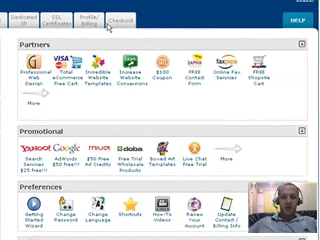 Dedicated SSL Profile/ Checkout
IP Certificates Billing
HELP
Partners
Professional Total Incredible Increase $100 FREE Online Fax FREE
Web eCommerce Website Website Coupon Contact Services Shopsite
Design Free Cart Templates Conversions Form Cart
More
Promotional
YAHOO! Google miva doba
Search AdWords $50 Free Free Trial Boxed Art Live Chat More
Services $50 free!!! Ad Credits Wholesale Templates Free Trial
$25 free!!! Products
Preferences
Getting Change Change Shortcuts How-To Renew Update
Started Password Language Videos Your Contact /
Wizard Account Billing Info